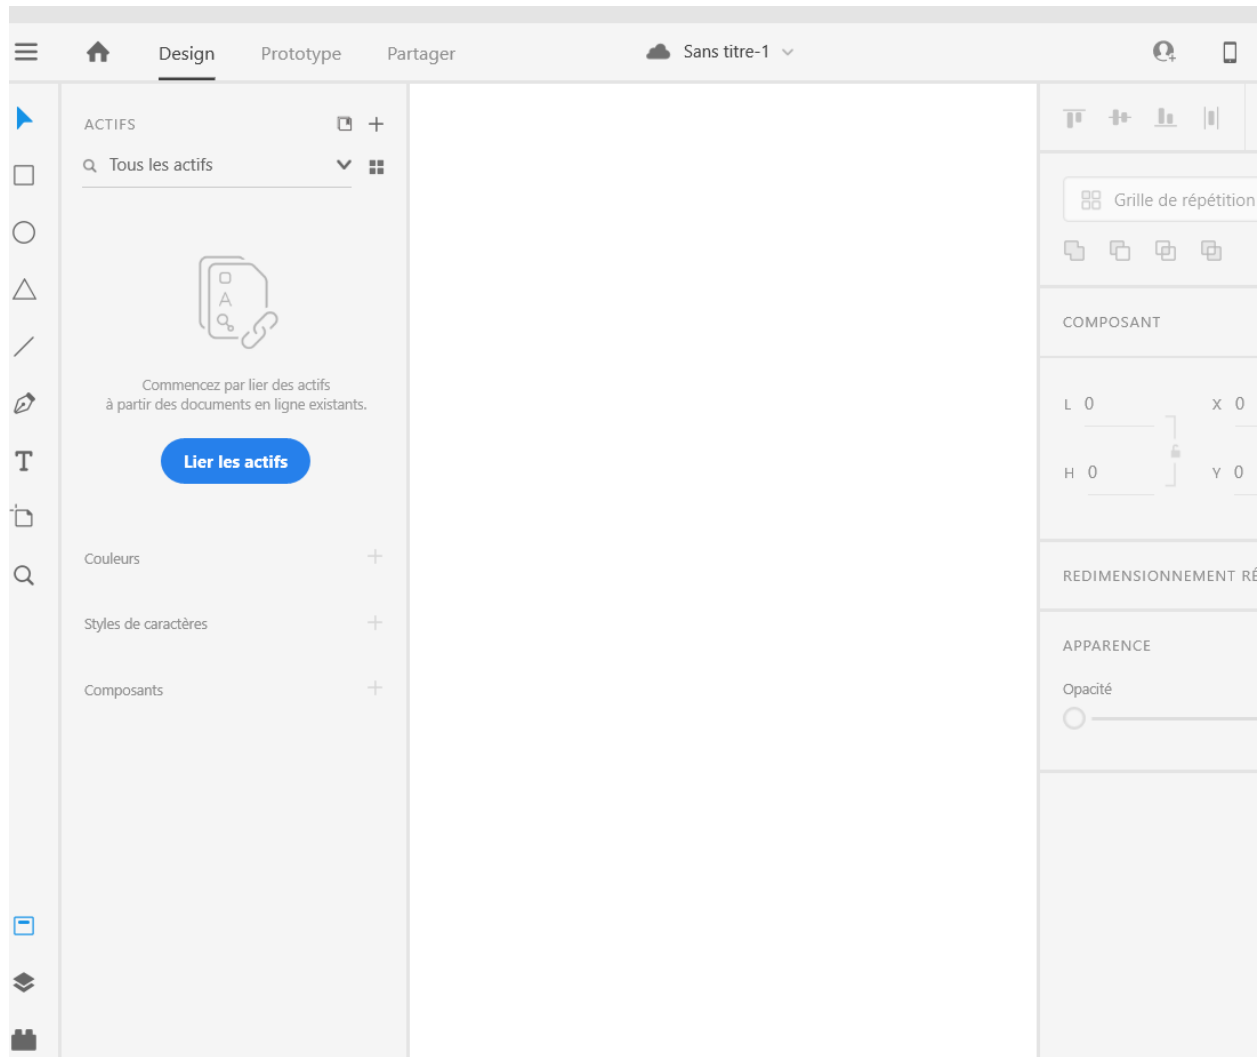 Design Prototype Partager Sans titre-1
ACTIFS
Tous les actifs
A
Commencez par lier des actifs
à partir des documents en ligne existants.
Lier les actifs
Couleurs
Styles de caractères
Composants
T
Grille de répétition
COMPOSANT
L 0 X 0
H 0 Y 0
REDIMENSIONNEMENT RÉ
APPARENCE
Opacité